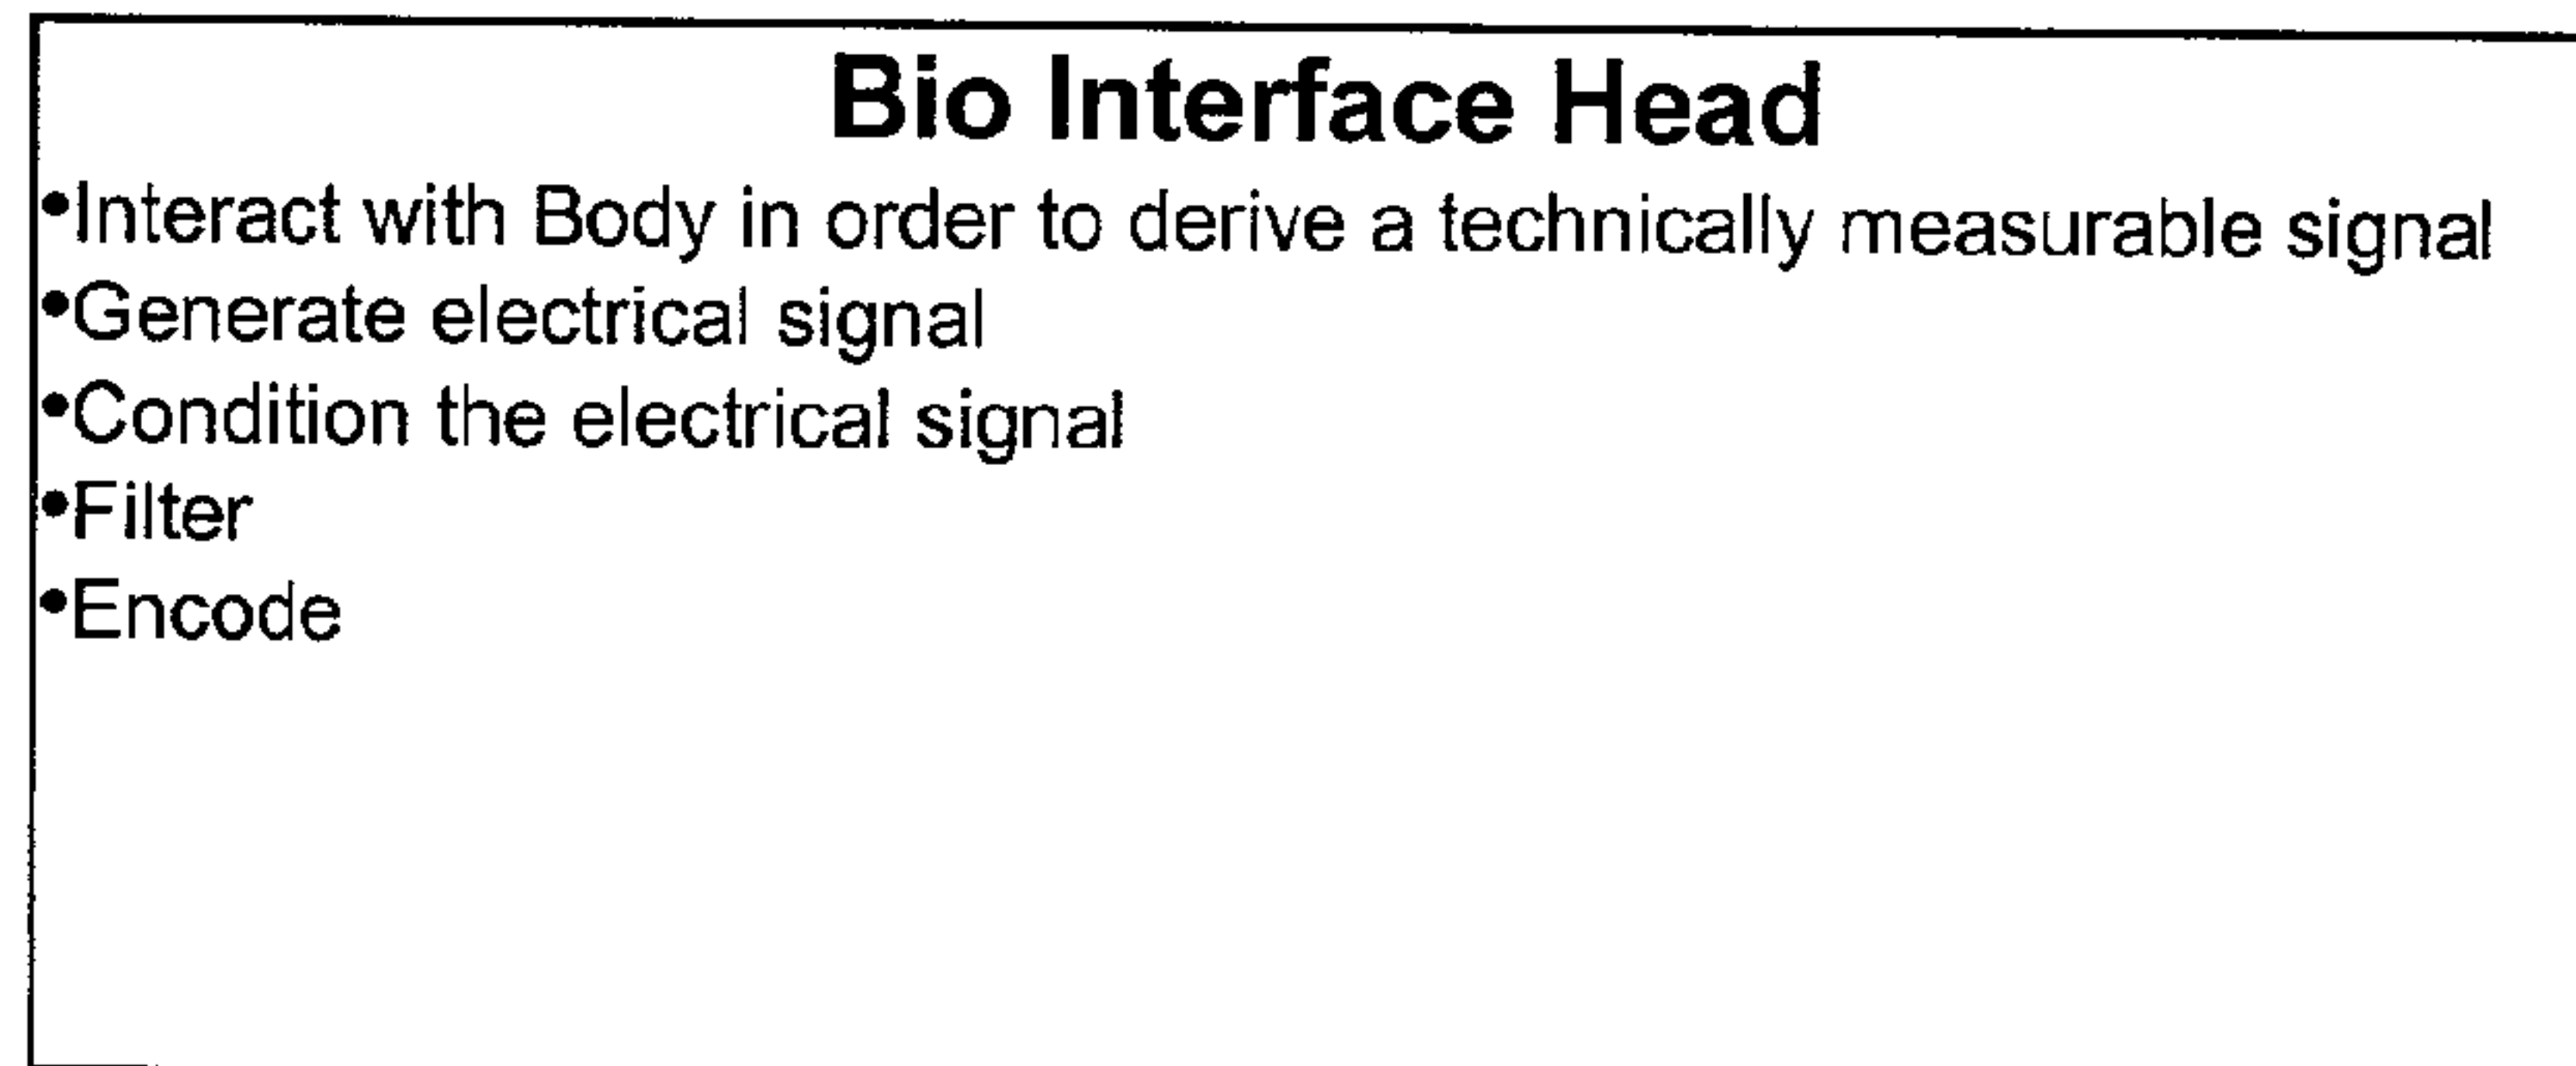 Bio Interface Head
•Interact with Body in order to derive a technically measurable signal
•Generate electrical signal
•Condition the electrical signal
•Filter
•Encode